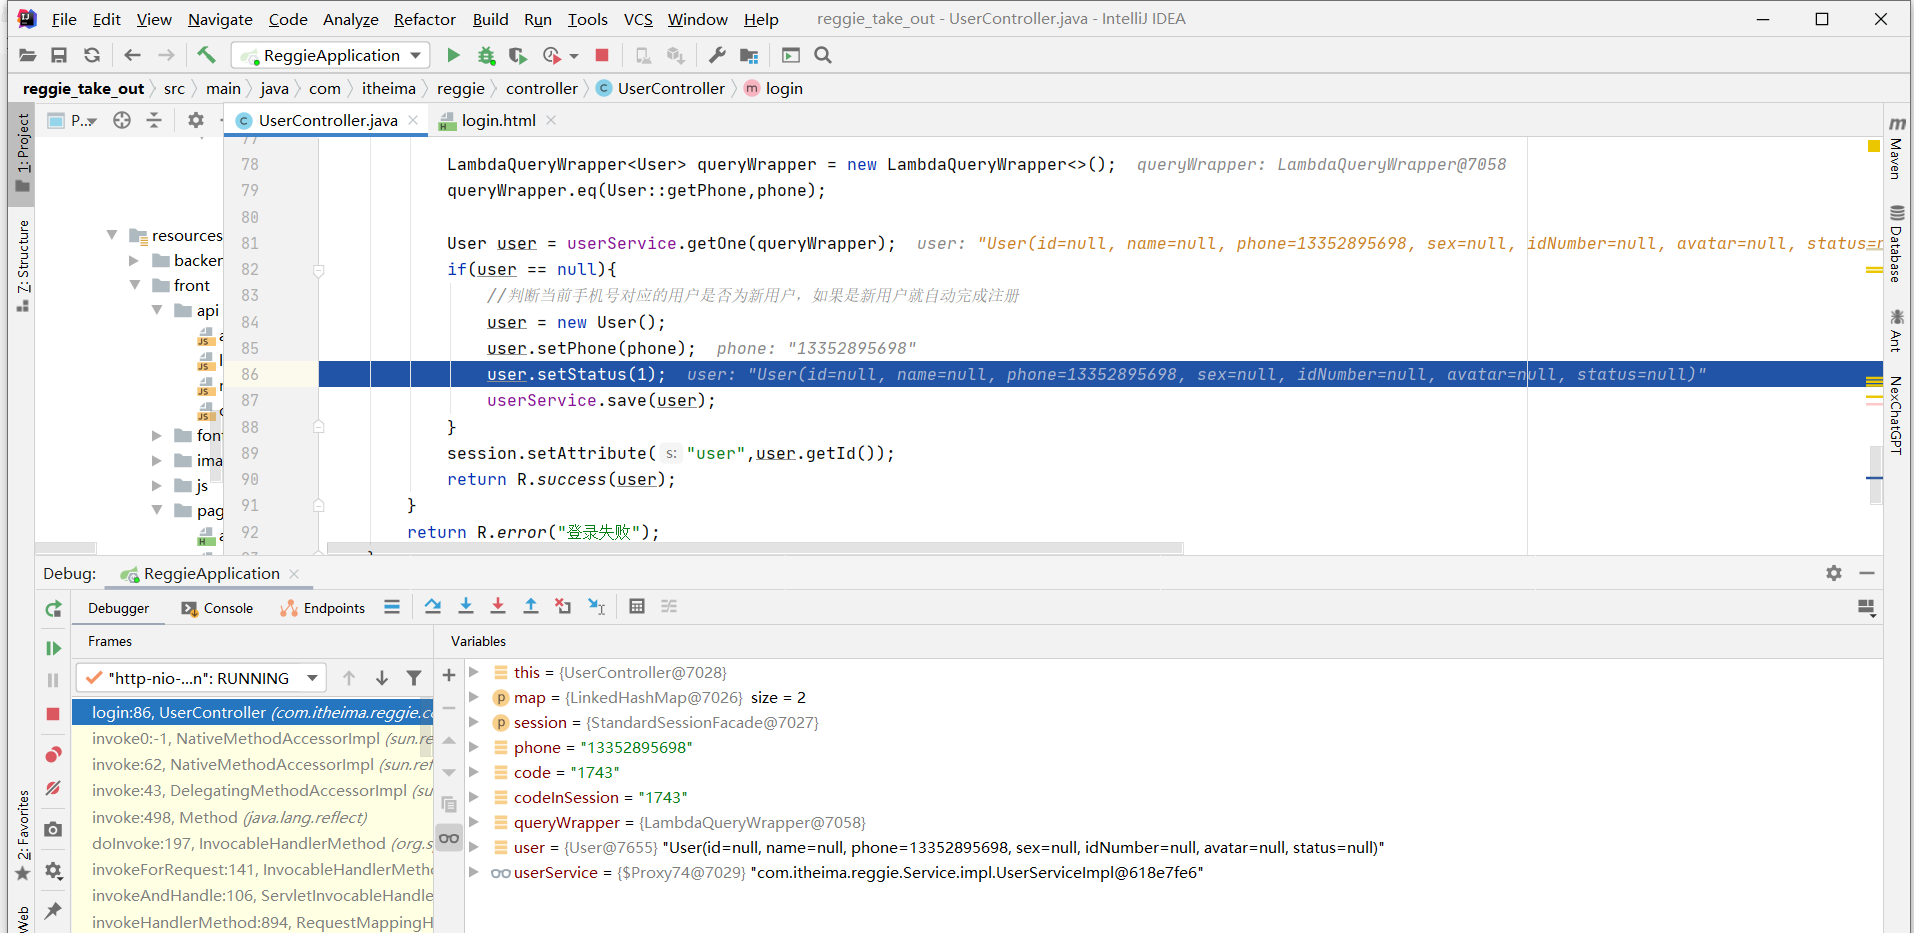 File Edit View Navigate Code Analyze Refactor Build Run Tools VCS Window Help reggie_take_out - UserController.java - IntelliJ IDEA
ReggieApplication
reggie_take_out src main java com itheima reggie controller UserController login
P... UserController.java login.html
1: Project
7: Structure
2: Favorites
Web
resources
backer
front
api
fon
ima
js
pag
77
78 LambdaQueryWrapper<User> queryWrapper = new LambdaQueryWrapper<>(); queryWrapper: LambdaQueryWrapper@7058
79 queryWrapper.eq(User::getPhone,phone);
80
81 User user = userService.getOne(queryWrapper); user: "User(id=null, name=null, phone=13352895698, sex=null, idNumber=null, avatar=null, status=n
82 if(user == null){
83 //判断当前手机号对应的用户是否为新用户，如果是新用户就自动完成注册
84 user = new User();
85 user.setPhone(phone); phone: "13352895698"
86 user.setStatus(1); user: "User(id=null, name=null, phone=13352895698, sex=null, idNumber=null, avatar=null, status=null)"
87 userService.save(user);
88 }
89 session.setAttribute( s: "user",user.getId());
90 return R.success(user);
91 }
92 return R.error("登录失败");
Maven
Database
Ant
NexChatGPT
Debug: ReggieApplication
Debugger Console Endpoints
Frames
"http-nio-...n": RUNNING
login:86, UserController (com.itheima.reggie.co
invoke0:-1, NativeMethodAccessorImpl (sun.re
invoke:62, NativeMethodAccessorImpl (sun.ref
invoke:43, DelegatingMethodAccessorImpl (su
invoke:498, Method (java.lang.reflect)
doInvoke:197, InvocableHandlerMethod (org.s
invokeForRequest:141, InvocableHandlerMetho
invokeAndHandle:106, ServletInvocableHandle
invokeHandlerMethod:894, RequestMappingH
Variables
this = {UserController@7028}
map = {LinkedHashMap@7026} size = 2
session = {StandardSessionFacade@7027}
phone = "13352895698"
code = "1743"
codeInSession = "1743"
queryWrapper = {LambdaQueryWrapper@7058}
user = {User@7655} "User(id=null, name=null, phone=13352895698, sex=null, idNumber=null, avatar=null, status=null)"
userService = {$Proxy74@7029} "com.itheima.reggie.Service.impl.UserServiceImpl@618e7fe6"